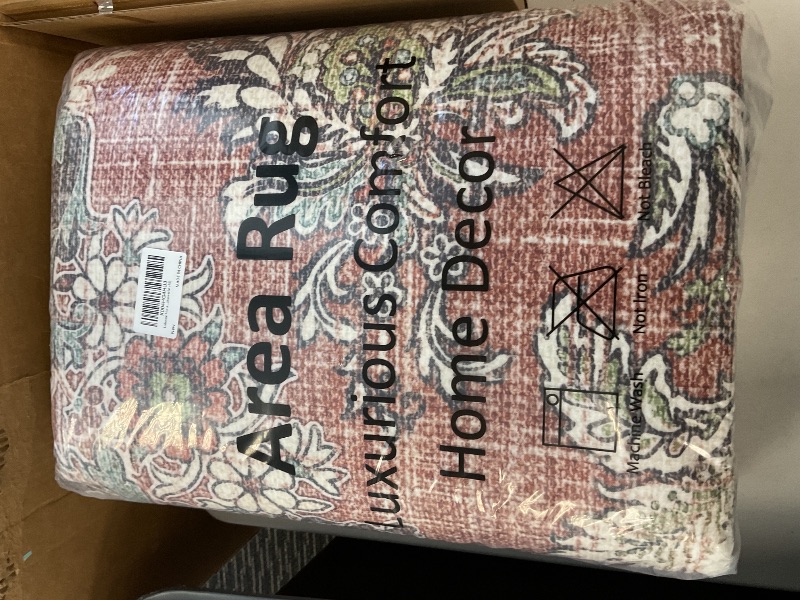 Area Rug
Luxurious Comfort
Home Decor
Machine Wash
Not Iron
Not Bleach